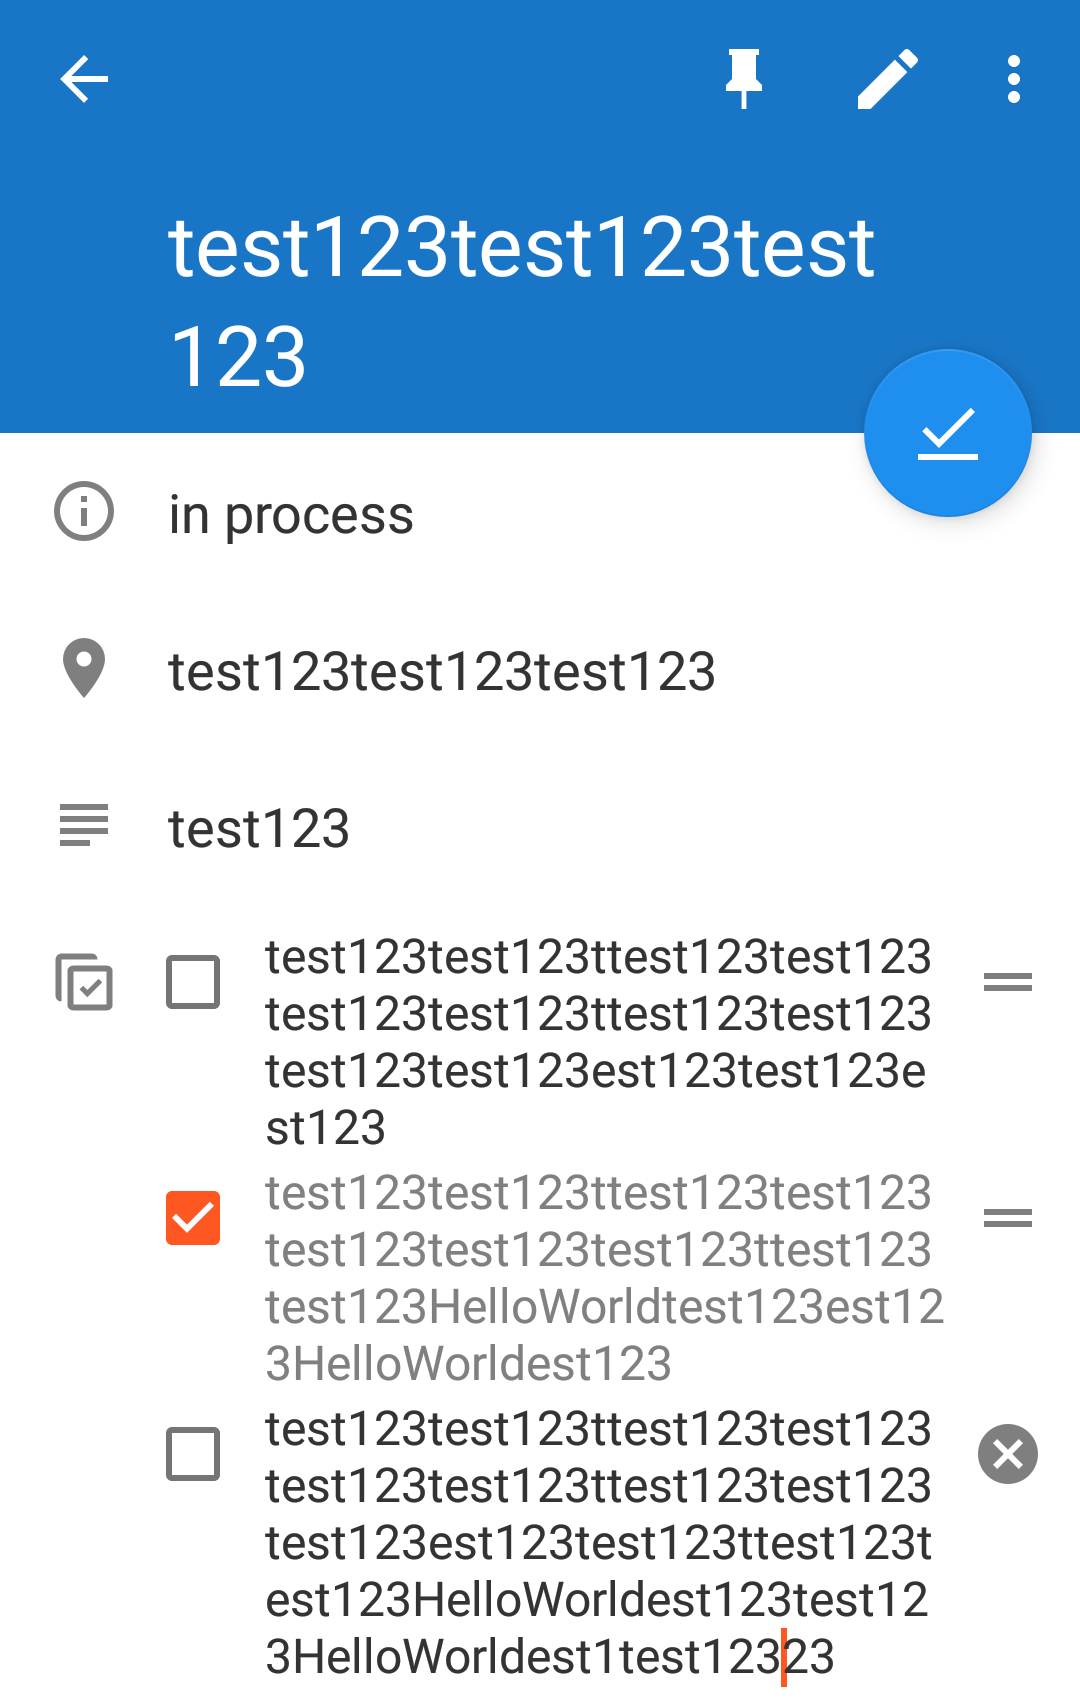 test123test123test
123
in process
test123test123test123
test123
test123test123ttest123test123
test123test123ttest123test123
test123test123est123test123e
st123
test123test123ttest123test123
test123test123test123ttest123
test123HelloWorldtest123est12
3HelloWorldest123
test123test123ttest123test123
test123test123ttest123test123
test123est123test123ttest123t
est123HelloWorldest123test12
3HelloWorldest1test12323